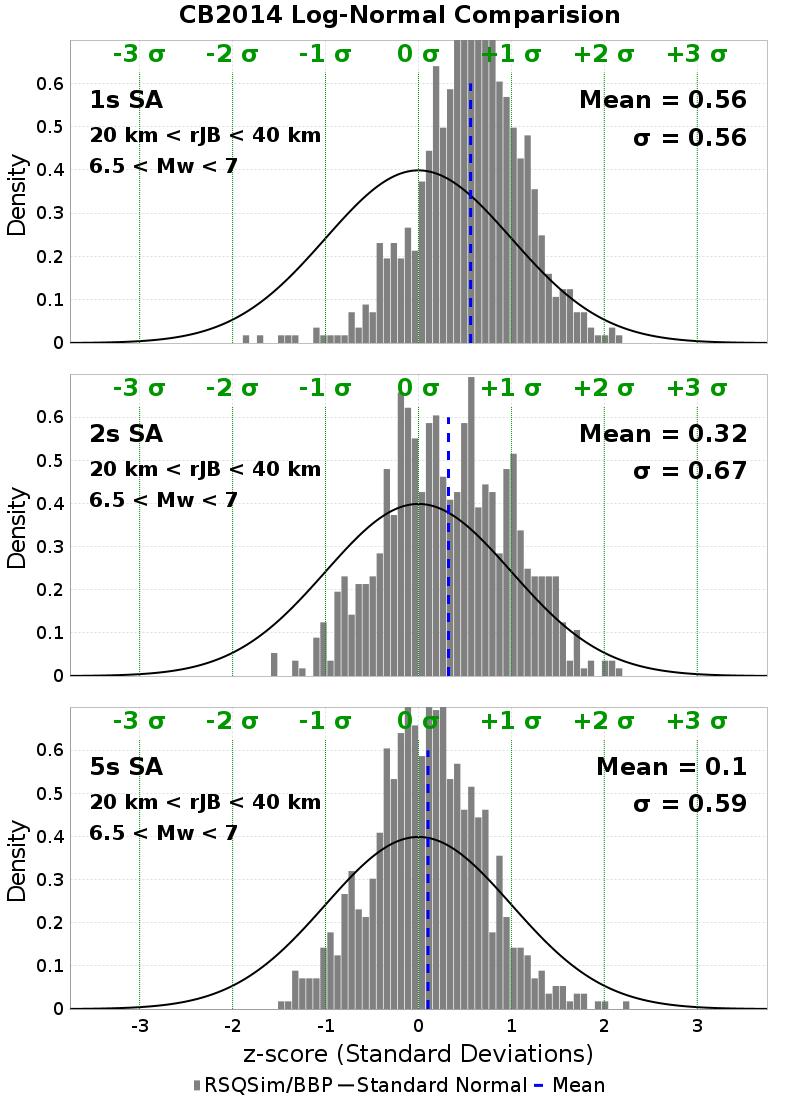 CB2014 Log-Normal Comparision
-3 σ -2 σ -1 σ 0 σ +1 σ +2 σ +3 σ
1s SA
20 km < rJB < 40 km
6.5 < Mw < 7
Mean = 0.56
σ = 0.56
Density
0.6
0.5
0.4
0.3
0.2
0.1
0
-3 σ -2 σ -1 σ 0 σ +1 σ +2 σ +3 σ
2s SA
20 km < rJB < 40 km
6.5 < Mw < 7
Mean = 0.32
σ = 0.67
Density
0.6
0.5
0.4
0.3
0.2
0.1
0
-3 σ -2 σ -1 σ 0 σ +1 σ +2 σ +3 σ
5s SA
20 km < rJB < 40 km
6.5 < Mw < 7
Mean = 0.1
σ = 0.59
Density
0.6
0.5
0.4
0.3
0.2
0.1
0
-3 -2 -1 0 1 2 3
z-score (Standard Deviations)
RSQSim/BBP Standard Normal Mean